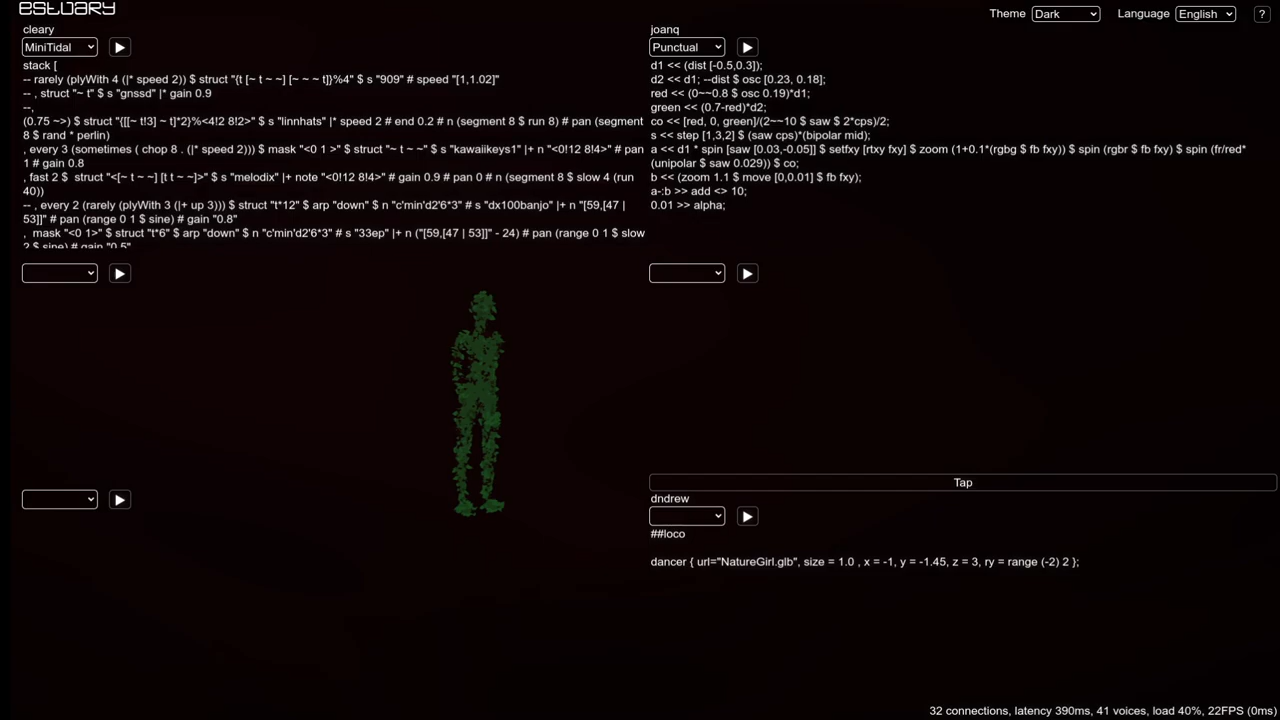 estuary
Theme Dark Language English ?
cleary
MiniTidal
stack [
-- rarely (plyWith 4 (|* speed 2)) $ struct "{t [~ t ~ ~] [~ ~ ~ t]}%4" $ s "909" # speed "[1,1.02]"
-- , struct "~ t" $ s "gnssd" |* gain 0.9
--,
(0.75 ~>) $ struct "{[[~ t!3] ~ t]*2}%<4!2 8!2>" $ s "linnhats" |* speed 2 # end 0.2 # n (segment 8 $ run 8) # pan (segment
8 $ rand * perlin)
, every 3 (sometimes ( chop 8 . (|* speed 2))) $ mask "<0 1 >" $ struct "~ t ~ ~" $ s "kawaiikeys1" |+ n "<0!12 8!4>" # pan
1 # gain 0.8
, fast 2 $ struct "<[~ t ~ ~] [t t ~ ~]>" $ s "melodix" |+ note "<0!12 8!4>" # gain 0.9 # pan 0 # n (segment 8 $ slow 4 (run
40))
-- , every 2 (rarely (plyWith 3 (|+ up 3))) $ struct "t*12" $ arp "down" $ n "c'min'd2'6*3" # s "dx100banjo" |+ n "[59,[47 |
53]]" # pan (range 0 1 $ sine) # gain "0.8"
, mask "<0 1>" $ struct "t*6" $ arp "down" $ n "c'min'd2'6*3" # s "33ep" |+ n ("[59,[47 | 53]]" - 24) # pan (range 0 1 $ slow
2 $ sine) # gain "0.5"
joanq
Punctual
d1 << (dist [-0.5,0.3]);
d2 << d1; --dist $ osc [0.23, 0.18];
red << (0~~0.8 $ osc 0.19)*d1;
green << (0.7-red)*d2;
co << [red, 0, green]/(2~~10 $ saw $ 2*cps)/2;
s << step [1,3,2] $ (saw cps)*(bipolar mid);
a << d1 * spin [saw [0.03,-0.05]] $ setfxy [rtxy fxy] $ zoom (1+0.1*(rgbg $ fb fxy)) $ spin (rgbr $ fb fxy) $ spin (fr/red*
(unipolar $ saw 0.029)) $ co;
b << (zoom 1.1 $ move [0,0.01] $ fb fxy);
a-;b >> add <> 10;
0.01 >> alpha;
Tap
dndrew
##loco
dancer { url="NatureGirl.glb", size = 1.0 , x = -1, y = -1.45, z = 3, ry = range (-2) 2 };
32 connections, latency 390ms, 41 voices, load 40%, 22FPS (0ms)